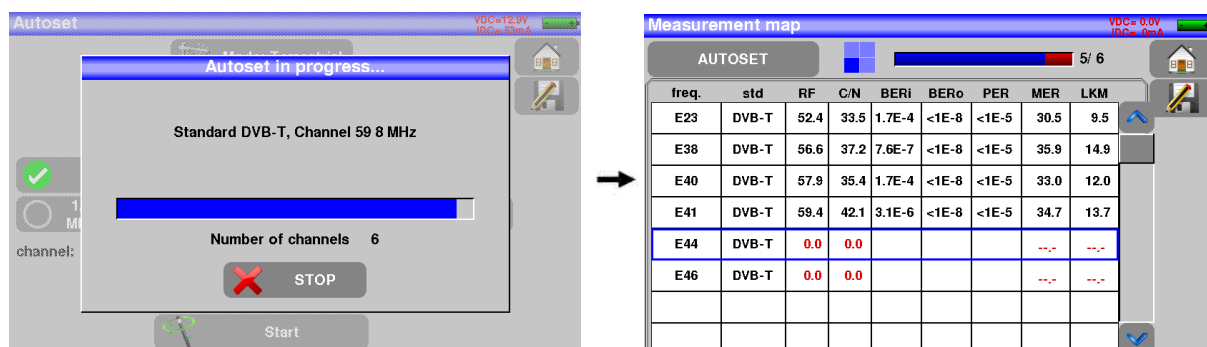 Autoset
VDC=12.9V
IDC= 53mA
Mode: Terrestrial
Autoset in progress...
Standard DVB-T, Channel 59 8 MHz
1,
MH
channel:
Number of channels 6
STOP
Start
Measurement map
VDC= 0.0V
IDC= 0mA
AUTOSET
5/ 6
freq. std RF C/N BERi BERo PER MER LKM
E23 DVB-T 52.4 33.5 1.7E-4 <1E-8 <1E-5 30.5 9.5
E38 DVB-T 56.6 37.2 7.6E-7 <1E-8 <1E-5 35.9 14.9
E40 DVB-T 57.9 35.4 1.7E-4 <1E-8 <1E-5 33.0 12.0
E41 DVB-T 59.4 42.1 3.1E-6 <1E-8 <1E-5 34.7 13.7
E44 DVB-T 0.0 0.0 --.- --.-
E46 DVB-T 0.0 0.0 --.- --.-